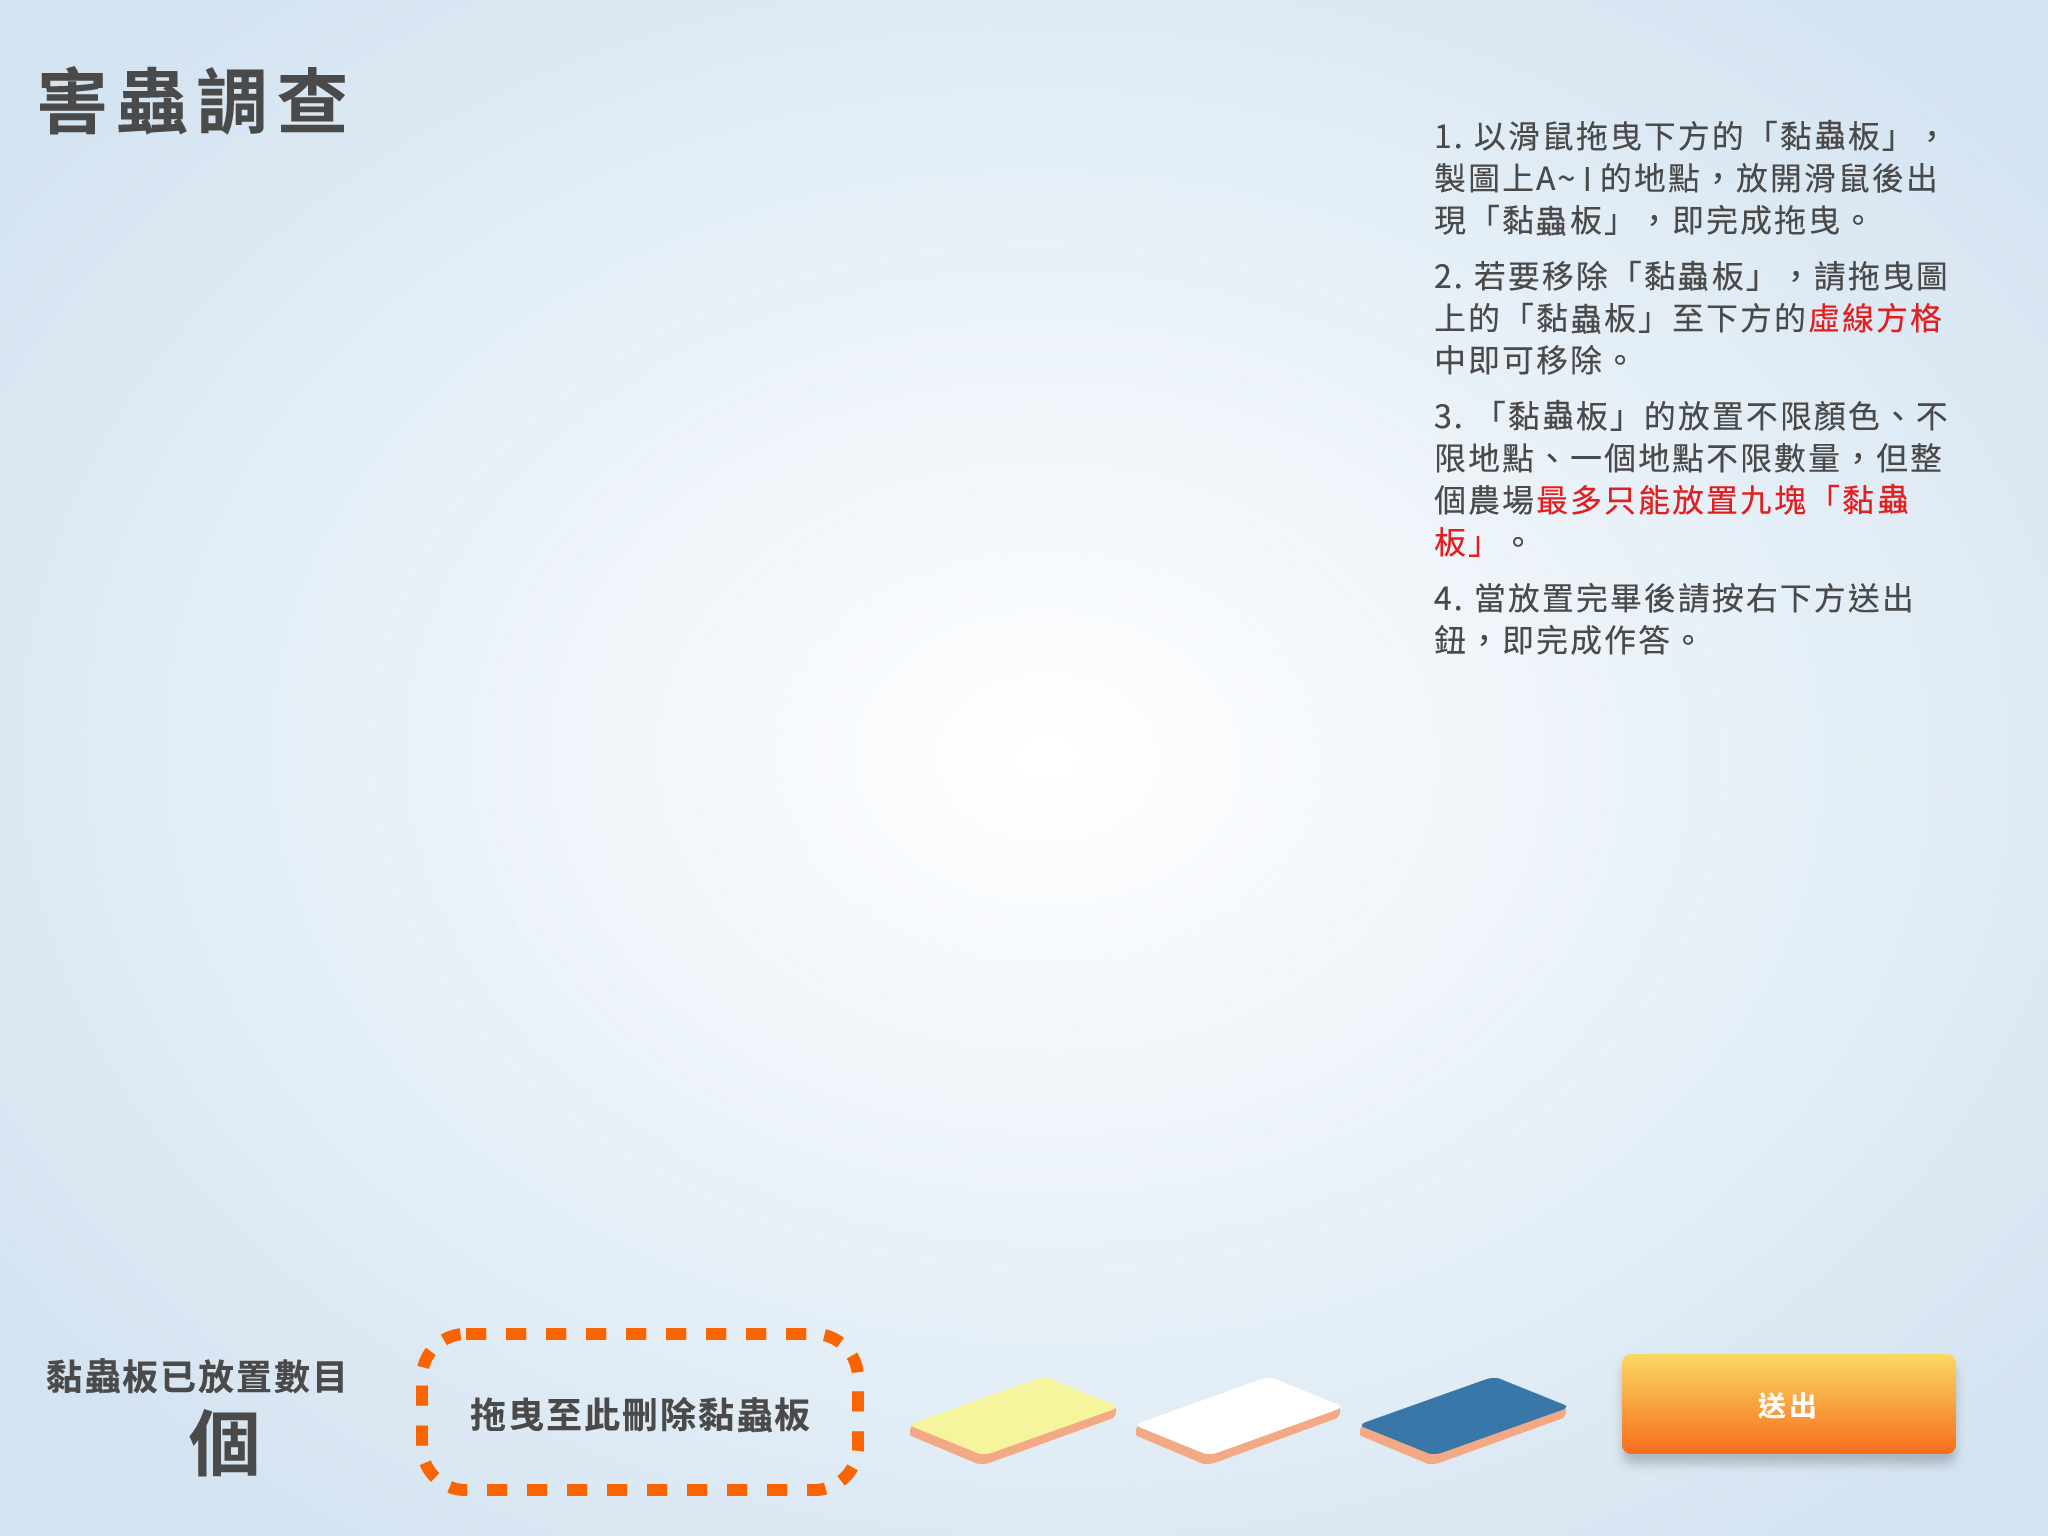 害蟲調查
1. 以滑鼠拖曳下方的「黏蟲板」，
製圖上A~I的地點，放開滑鼠後出
現「黏蟲板」，即完成拖曳。
2. 若要移除「黏蟲板」，請拖曳圖
上的「黏蟲板」至下方的虛線方格
中即可移除。
3. 「黏蟲板」的放置不限顏色、不
限地點、一個地點不限數量，但整
個農場最多只能放置九塊「黏蟲
板」。
4. 當放置完畢後請按右下方送出
鈕，即完成作答。
黏蟲板已放置數目
個
拖曳至此刪除黏蟲板
送出